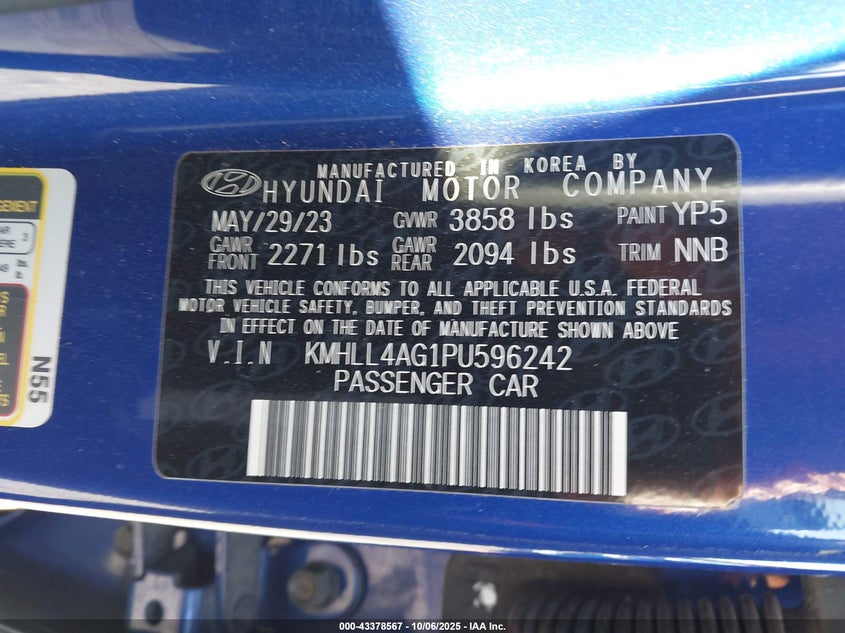 MANUFACTURED IN KOREA BY
HYUNDAI MOTOR COMPANY
MAY/29/23 GVWR 3858 lbs PAINT YP5
GAWR FRONT 2271 lbs GAWR REAR 2094 lbs TRIM NNB
THIS VEHICLE CONFORMS TO ALL APPLICABLE U.S.A. FEDERAL
MOTOR VEHICLE SAFETY, BUMPER, AND THEFT PREVENTION STANDARDS
IN EFFECT ON THE DATE OF MANUFACTURE SHOWN ABOVE
V.I.N KMHLL4AG1PU596242
PASSENGER CAR
N55
000-43378567 - 10/06/2025 - IAA Inc.